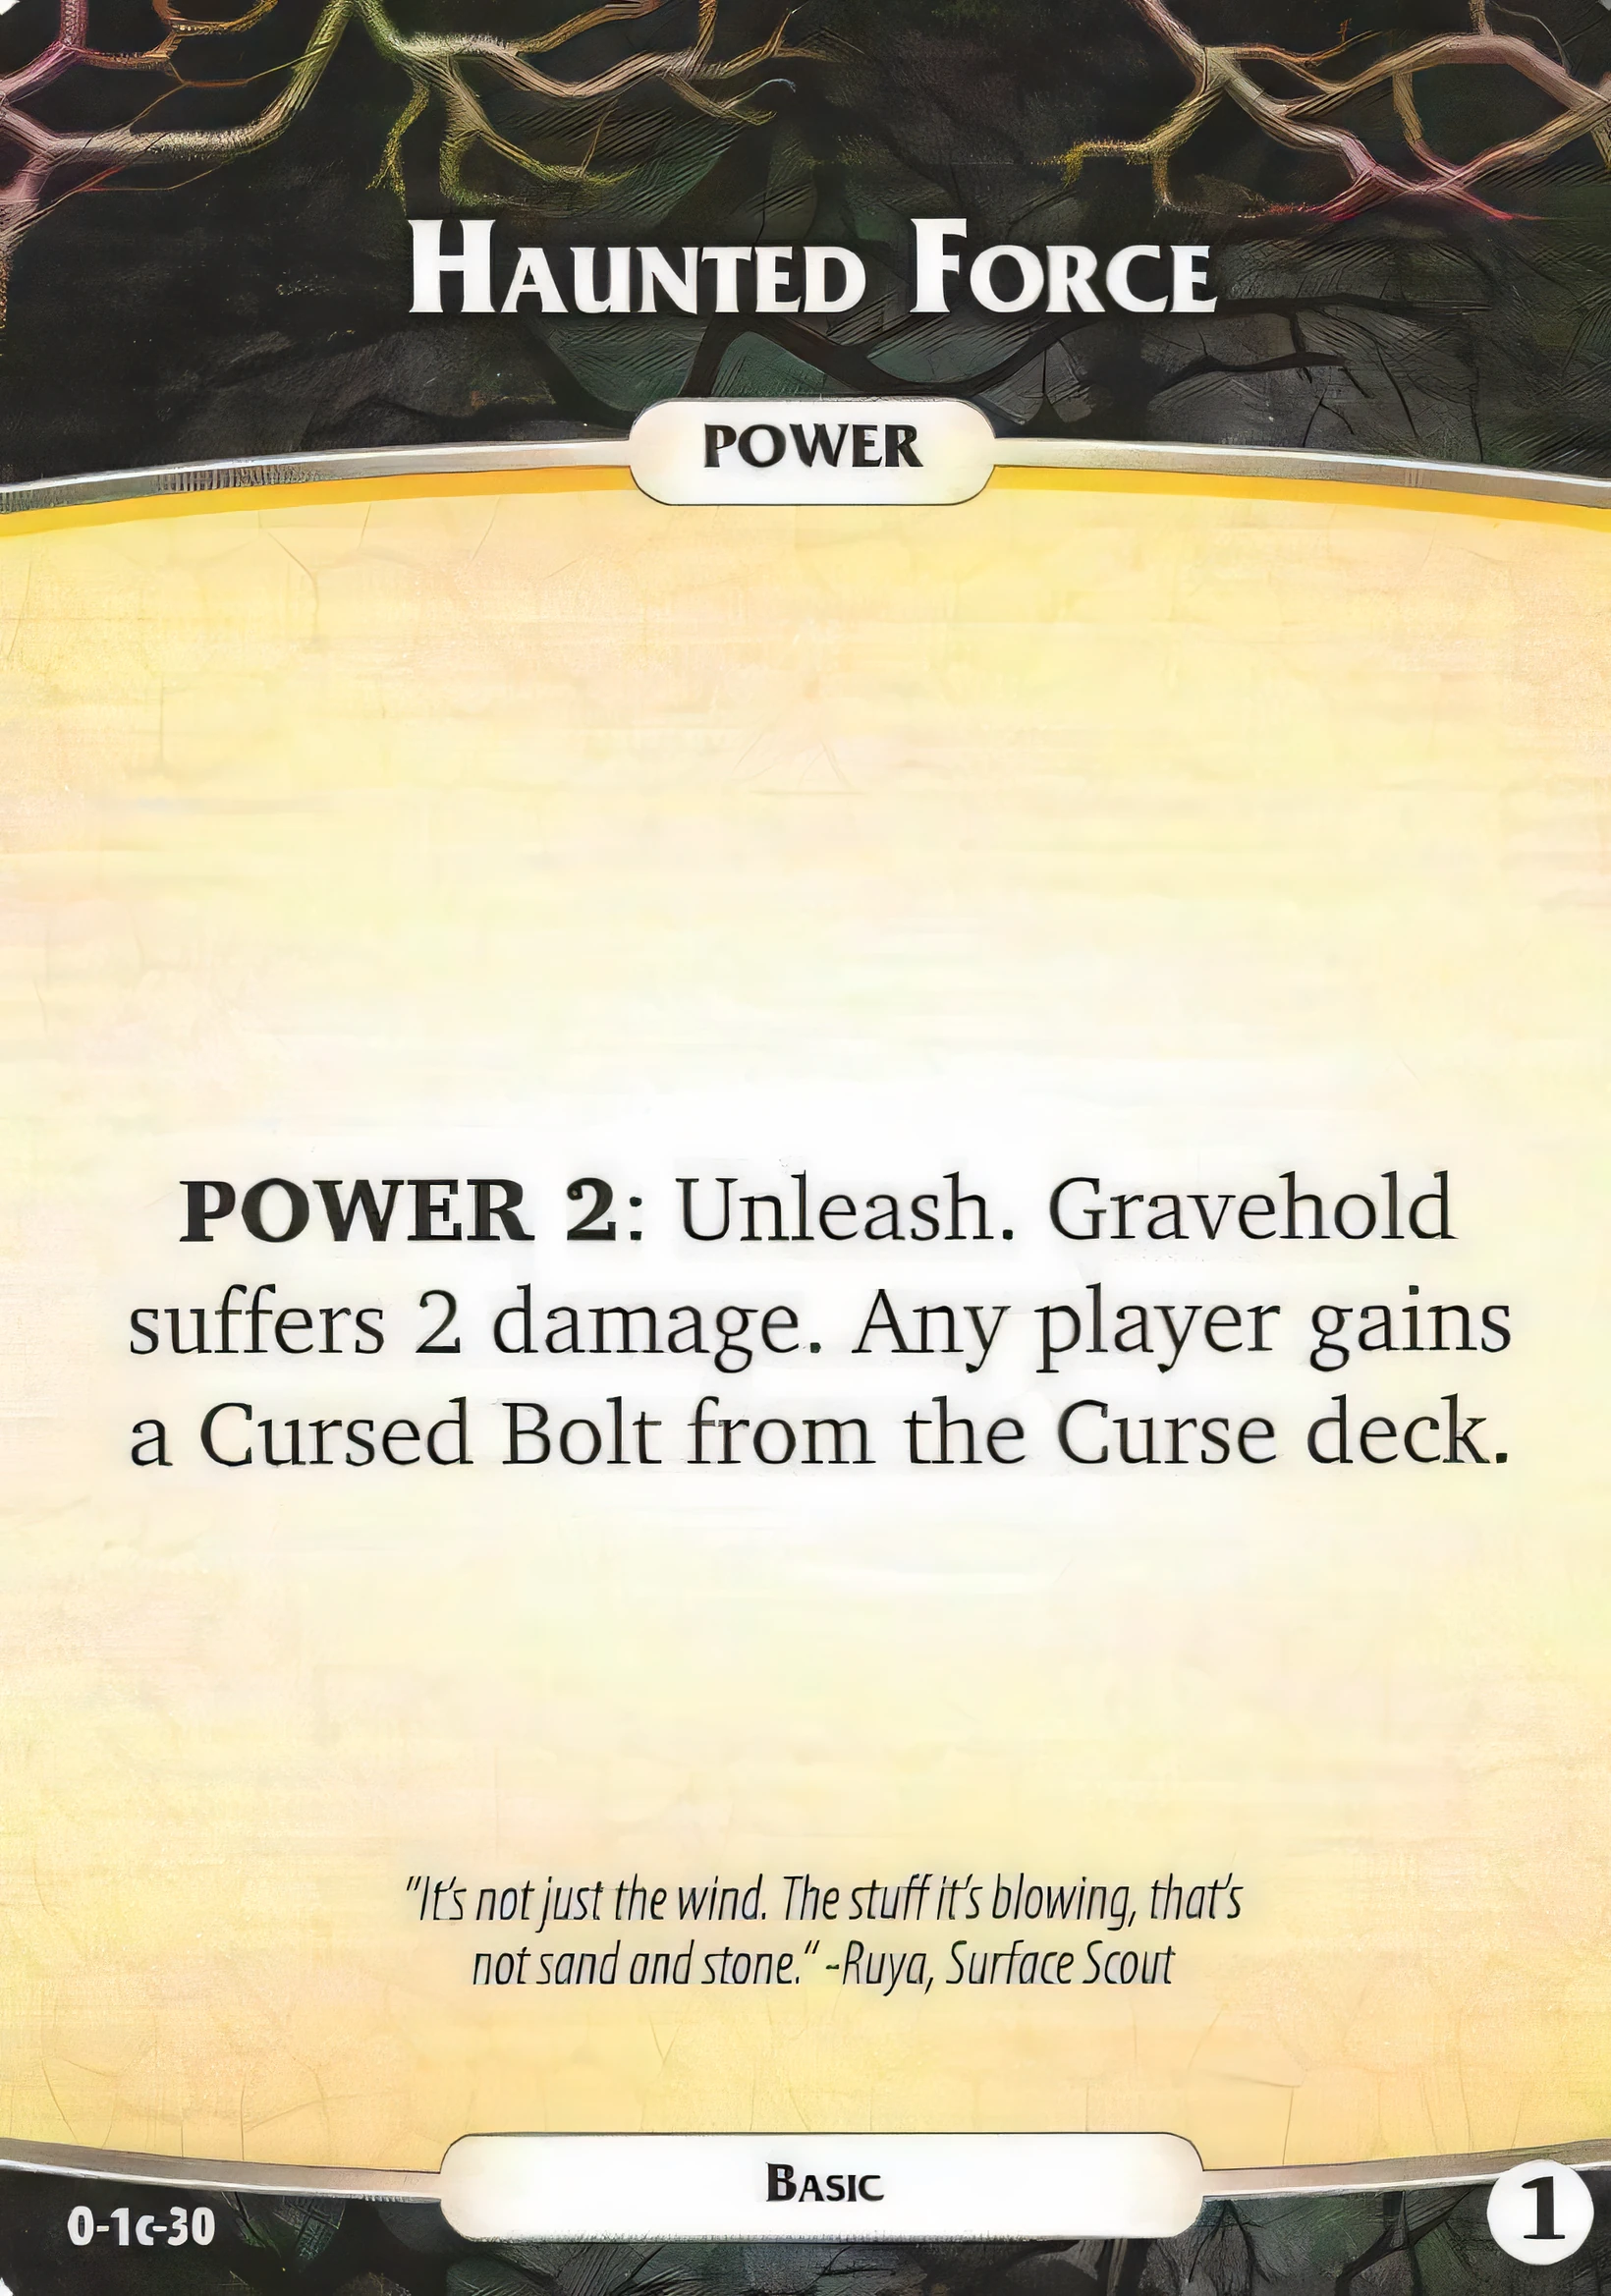 HAUNTED FORCE
POWER
POWER 2: Unleash. Gravehold
suffers 2 damage. Any player gains
a Cursed Bolt from the Curse deck.
"It's not just the wind. The stuff it's blowing, that's
not sand and stone." -Ruya, Surface Scout
BASIC
0-1c-30
1